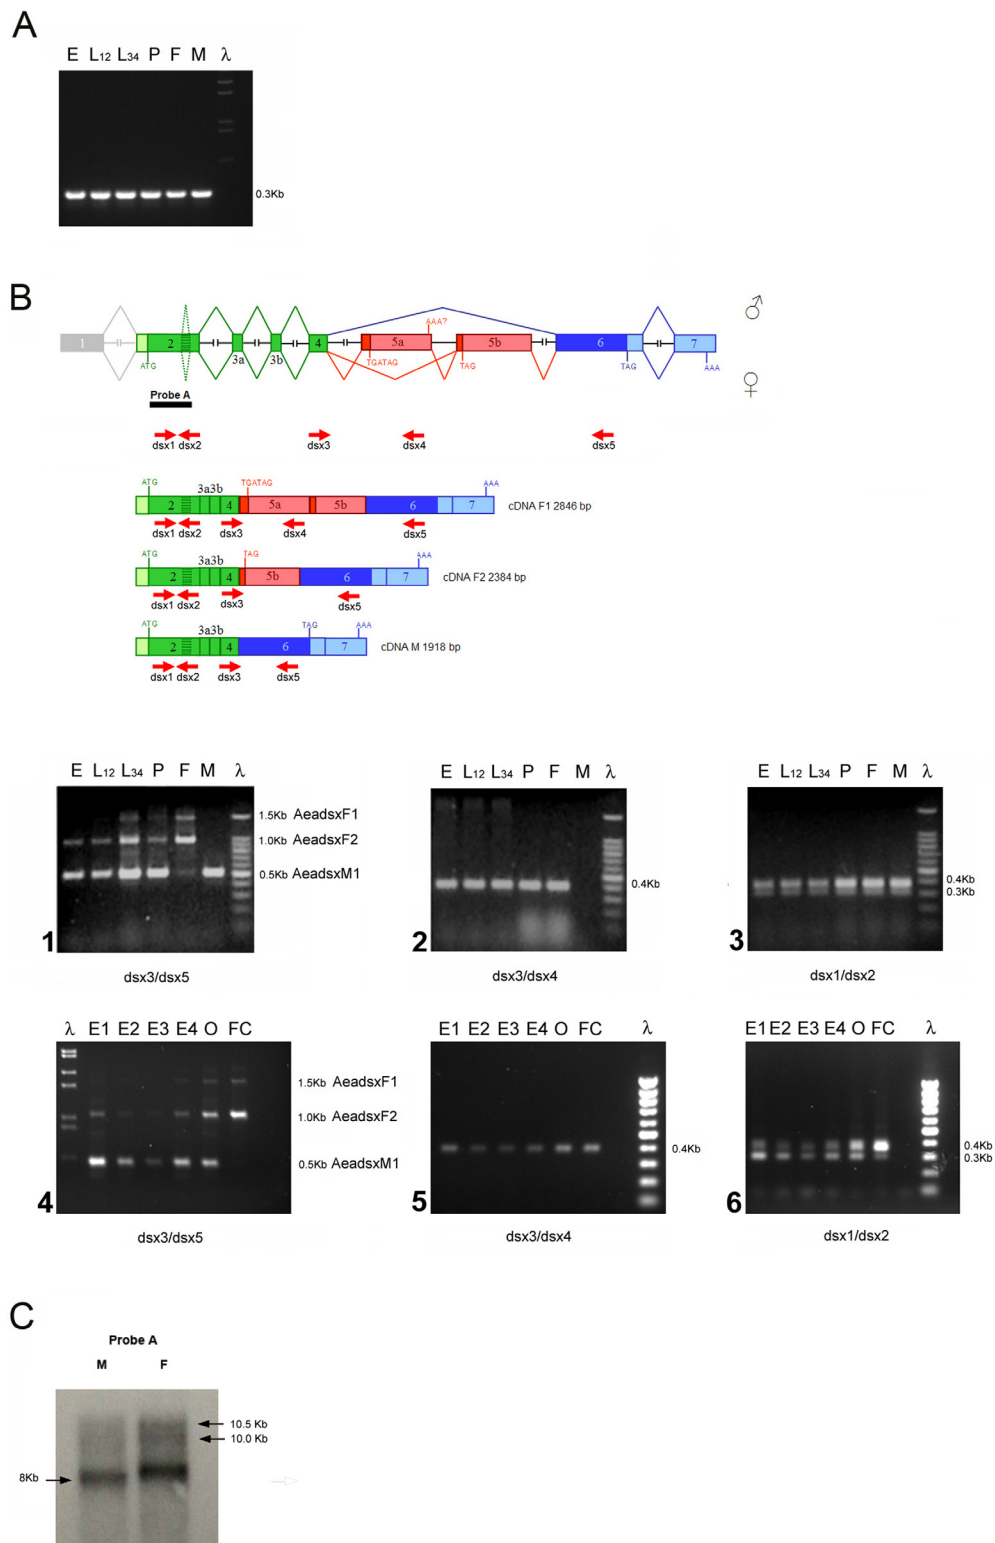 A
E L12 L34 P F M λ
0.3Kb
B
♂
AAA?
1 2 3a 3b 4 5a 5b 6 7
ATG TGATAG TAG TAG AAA
♀
Probe A
dsx1 dsx2 dsx3 dsx4 dsx5
ATG 3a3b TGATAG AAA
2 4 5a 5b 6 7 cDNA F1 2846 bp
dsx1 dsx2 dsx3 dsx4 dsx5
ATG 3a3b TAG AAA
2 4 5b 6 7 cDNA F2 2384 bp
dsx1 dsx2 dsx3 dsx5
ATG 3a3b TAG AAA
2 4 6 7 cDNA M 1918 bp
dsx1 dsx2 dsx3 dsx5
E L12 L34 P F M λ
1.5Kb AeadsxF1
1.0Kb AeadsxF2
0.5Kb AeadsxM1
1
dsx3/dsx5
E L12 L34 P F M λ
0.4Kb
2
dsx3/dsx4
E L12 L34 P F M λ
0.4Kb
0.3Kb
3
dsx1/dsx2
λ E1 E2 E3 E4 O FC
1.5Kb AeadsxF1
1.0Kb AeadsxF2
0.5Kb AeadsxM1
4
dsx3/dsx5
E1 E2 E3 E4 O FC λ
0.4Kb
5
dsx3/dsx4
E1 E2 E3 E4 O FC λ
0.4Kb
0.3Kb
6
dsx1/dsx2
C
Probe A
M F
10.5 Kb
10.0 Kb
8Kb